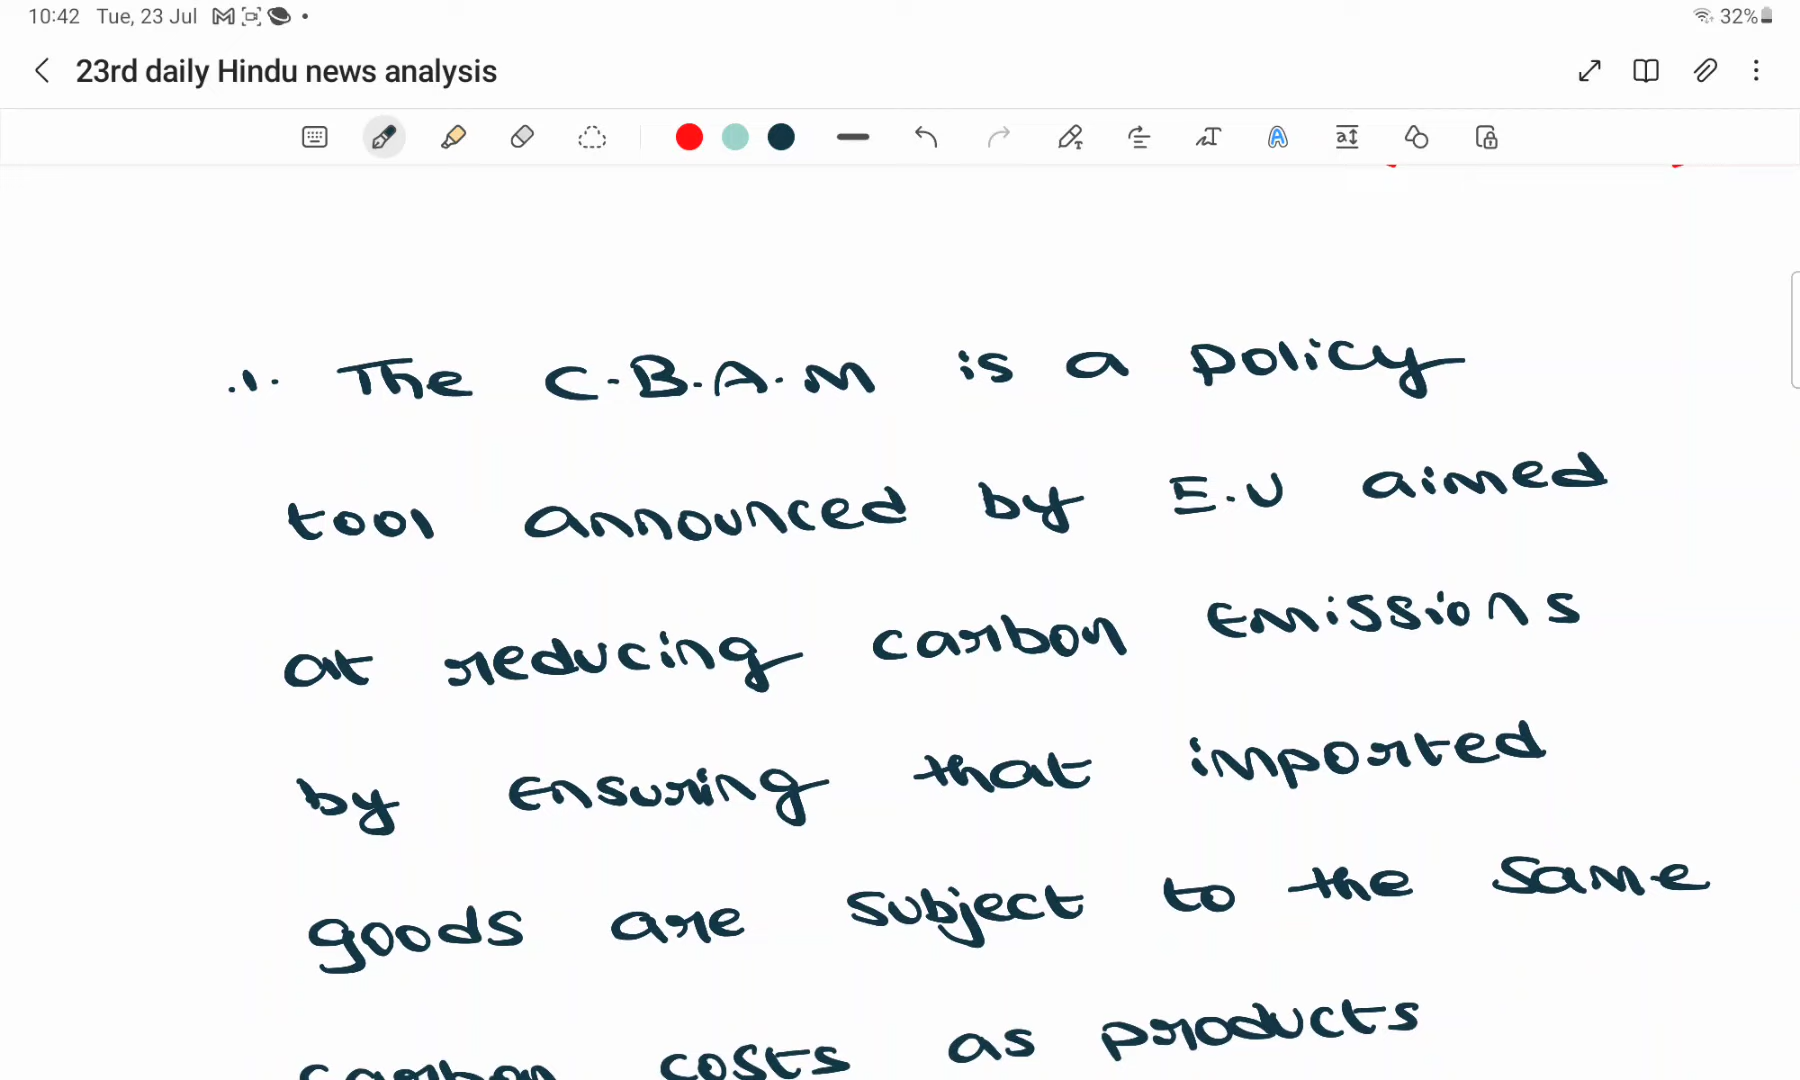 10:42 Tue, 23 Jul 32%
23rd daily Hindu news analysis
.1. The C.B.A.M is a policy
tool announced by E.U aimed
at reducing carbon Emissions
by Ensuring that imported
goods are subject to the same
carbon costs as products